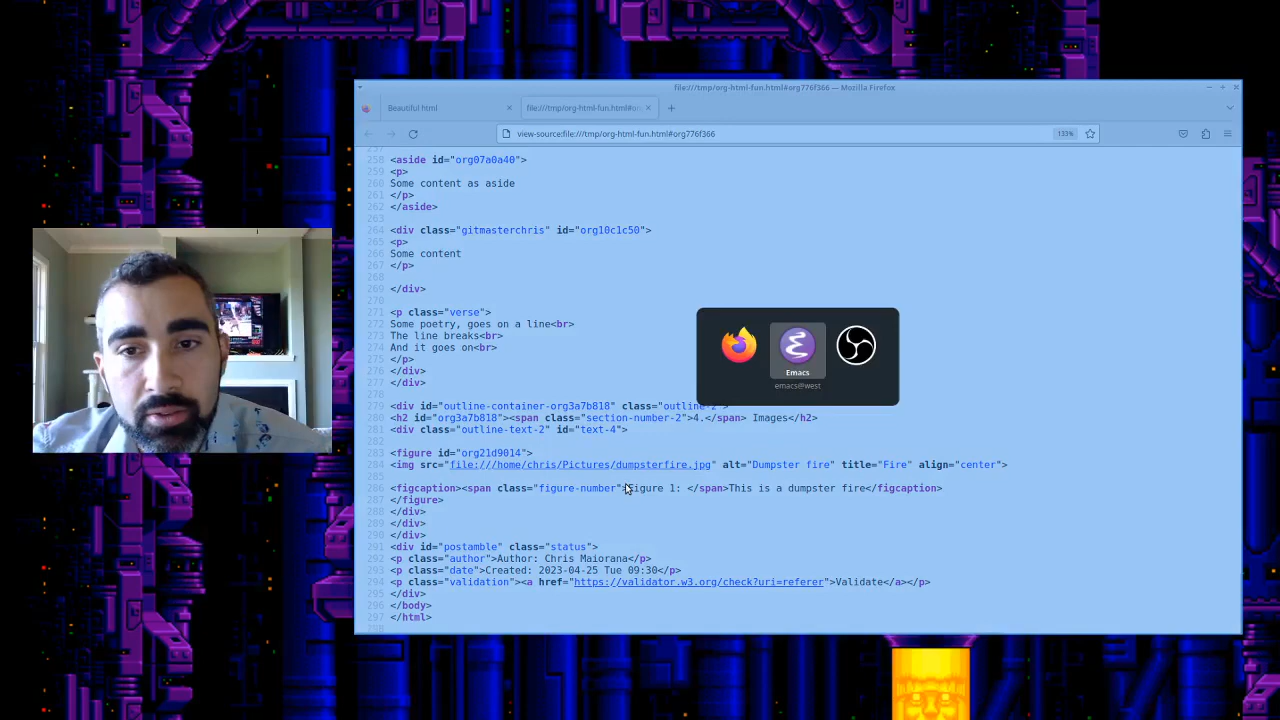 file:///tmp/org-html-fun.html#org776f366 — Mozilla Firefox
Beautiful html
file:///tmp/org-html-fun.html#or
view-source:file:///tmp/org-html-fun.html#org776f366
133%
257
258 <aside id="org07a0a40">
259 <p>
260 Some content as aside
261 </p>
262 </aside>
263
264 <div class="gitmasterchris" id="org10c1c50">
265 <p>
266 Some content
267 </p>
268
269 </div>
270
271 <p class="verse">
272 Some poetry, goes on a line<br>
273 The line breaks<br>
274 And it goes on<br>
275 </p>
276 </div>
277 </div>
278
279 <div id="outline-container-org3a7b818" class="outline-2">
280 <h2 id="org3a7b818"><span class="section-number-2">4.</span> Images</h2>
281 <div class="outline-text-2" id="text-4">
282
283 <figure id="org21d9014">
284 <img src="file:///home/chris/Pictures/dumpsterfire.jpg" alt="Dumpster fire" title="Fire" align="center">
285
286 <figcaption><span class="figure-number">Figure 1: </span>This is a dumpster fire</figcaption>
287 </figure>
288 </div>
289 </div>
290 </div>
291 <div id="postamble" class="status">
292 <p class="author">Author: Chris Maiorana</p>
293 <p class="date">Created: 2023-04-25 Tue 09:30</p>
294 <p class="validation"><a href="https://validator.w3.org/check?uri=referer">Validate</a></p>
295 </div>
296 </body>
297 </html>
298
Emacs
emacs@west